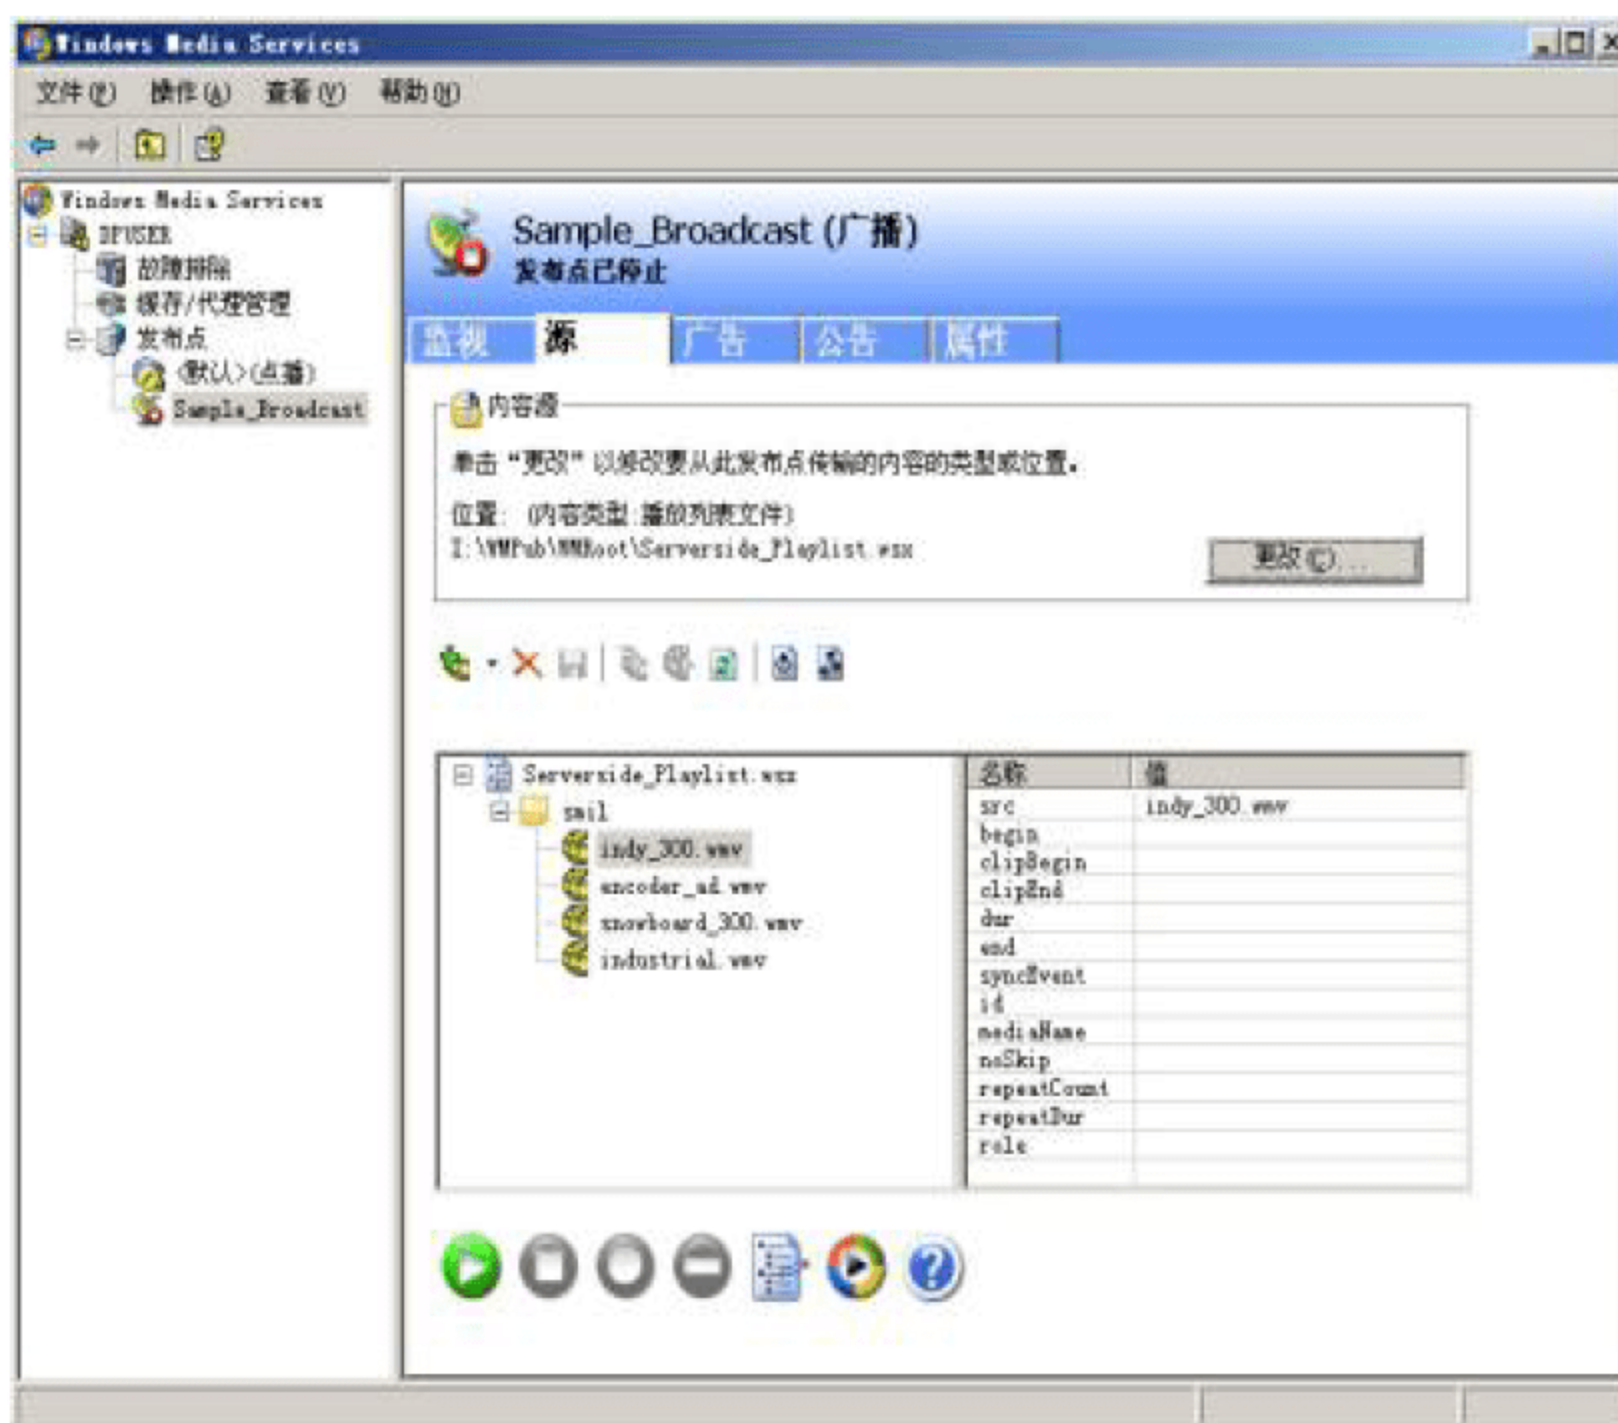 Windows Media Services
文件(F) 操作(A) 查看(V) 帮助(H)
Windows Media Services
DFUSER
故障排除
缓存/代理管理
发布点
<默认>(点播)
Sample_Broadcast
Sample_Broadcast (广播)
发布点已停止
监视 源 广告 公告 属性
内容源
单击“更改”以修改要从此发布点传输的内容的类型或位置。
位置: (内容类型:播放列表文件)
I:\WMPub\WMRoot\Serverside_Playlist.wsx
更改(C)...
Serverside_Playlist.wsx
smil
indy_300.wmv
encoder_ad.wmv
snowboard_300.wmv
industrial.wmv
名称 值
src indy_300.wmv
begin
clipBegin
clipEnd
dur
end
syncEvent
id
mediaName
noSkip
repeatCount
repeatDur
role